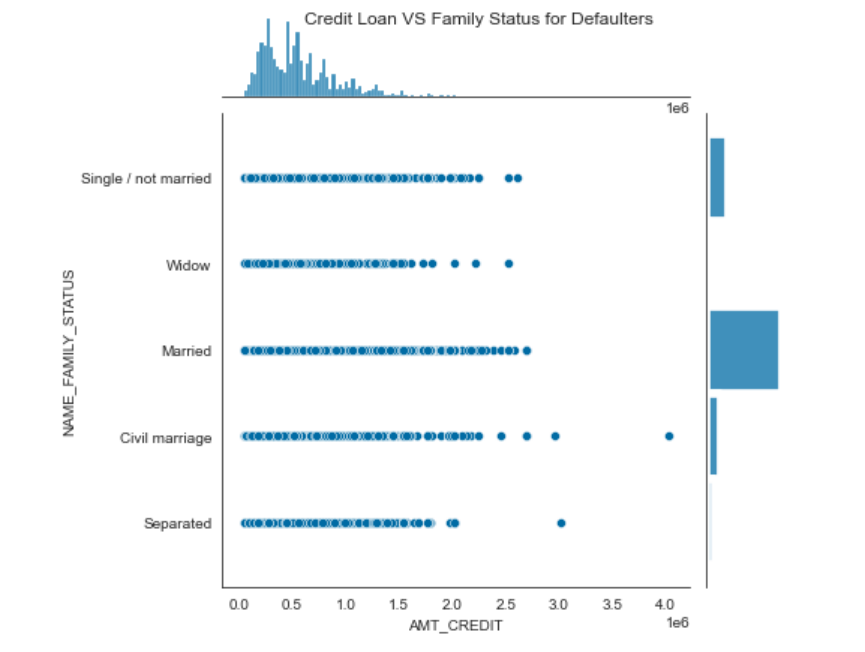 Credit Loan VS Family Status for Defaulters
1e6
Single / not married
Widow
Married
Civil marriage
Separated
NAME_FAMILY_STATUS
0.0 0.5 1.0 1.5 2.0 2.5 3.0 3.5 4.0
AMT_CREDIT
1e6